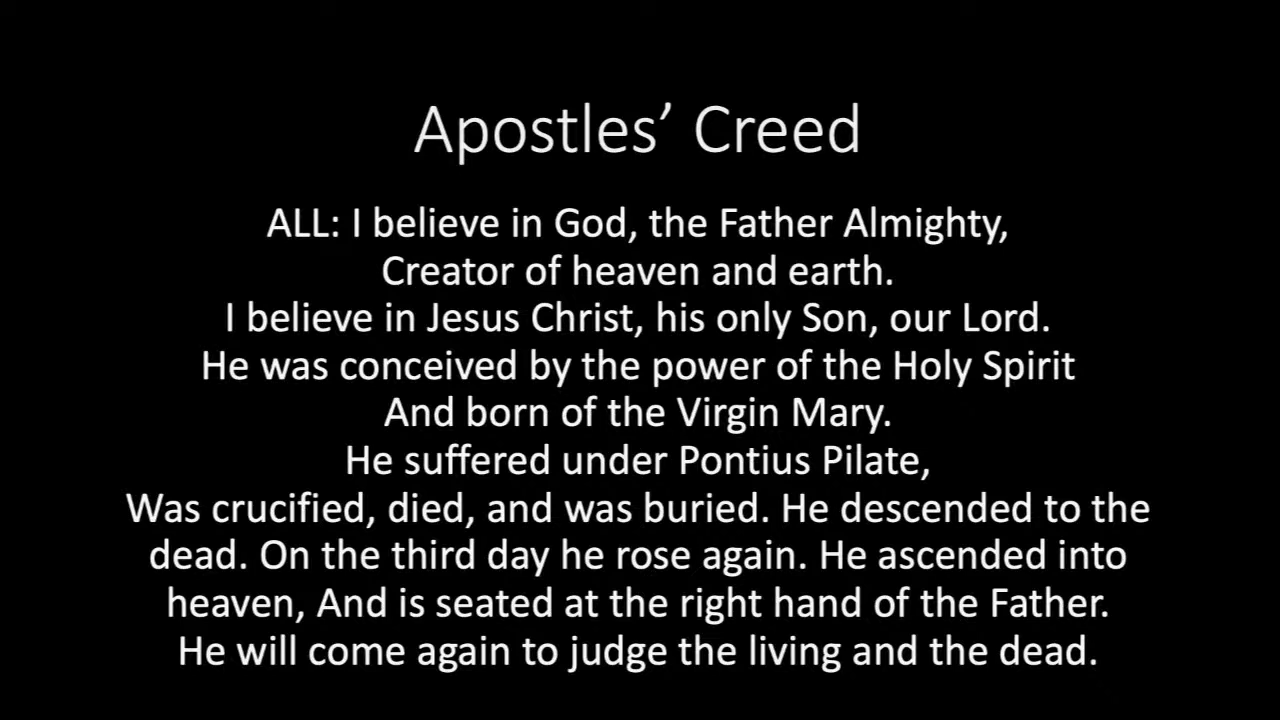 Apostles’ Creed
ALL: I believe in God, the Father Almighty,
Creator of heaven and earth.
I believe in Jesus Christ, his only Son, our Lord.
He was conceived by the power of the Holy Spirit
And born of the Virgin Mary.
He suffered under Pontius Pilate,
Was crucified, died, and was buried. He descended to the
dead. On the third day he rose again. He ascended into
heaven, And is seated at the right hand of the Father.
He will come again to judge the living and the dead.